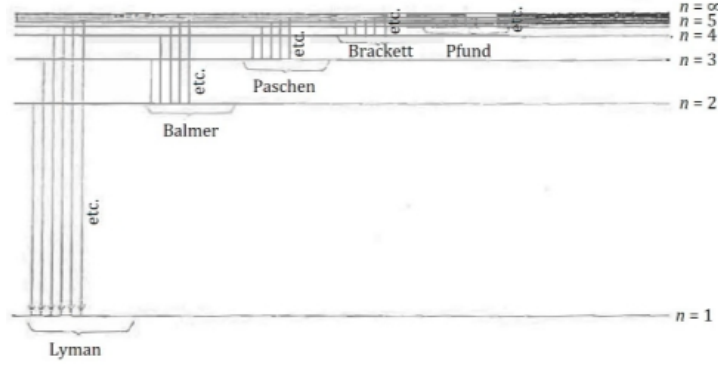 n = ∞
etc.
n = 5
etc.
n = 4
etc.
Brackett
Pfund
n = 3
etc.
Paschen
n = 2
Balmer
etc.
n = 1
Lyman